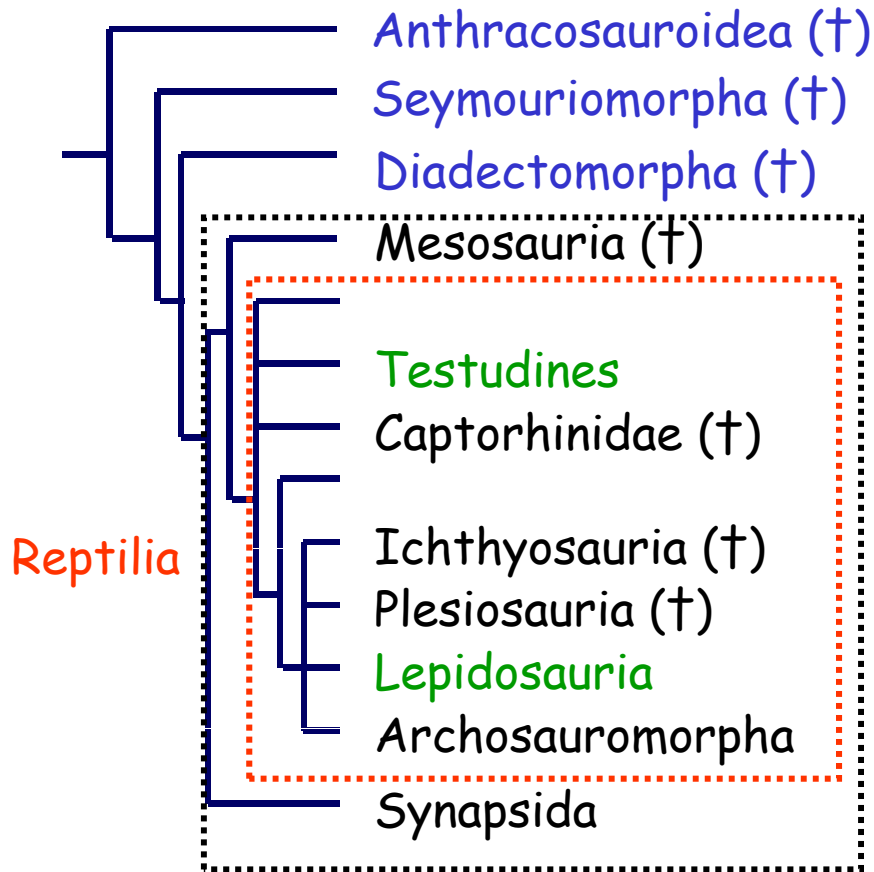 Anthracosauroidea (†)
Seymouriomorpha (†)
Diadectomorpha (†)
Mesosauria (†)
Testudines
Captorhinidae (†)
Reptilia
Ichthyosauria (†)
Plesiosauria (†)
Lepidosauria
Archosauromorpha
Synapsida